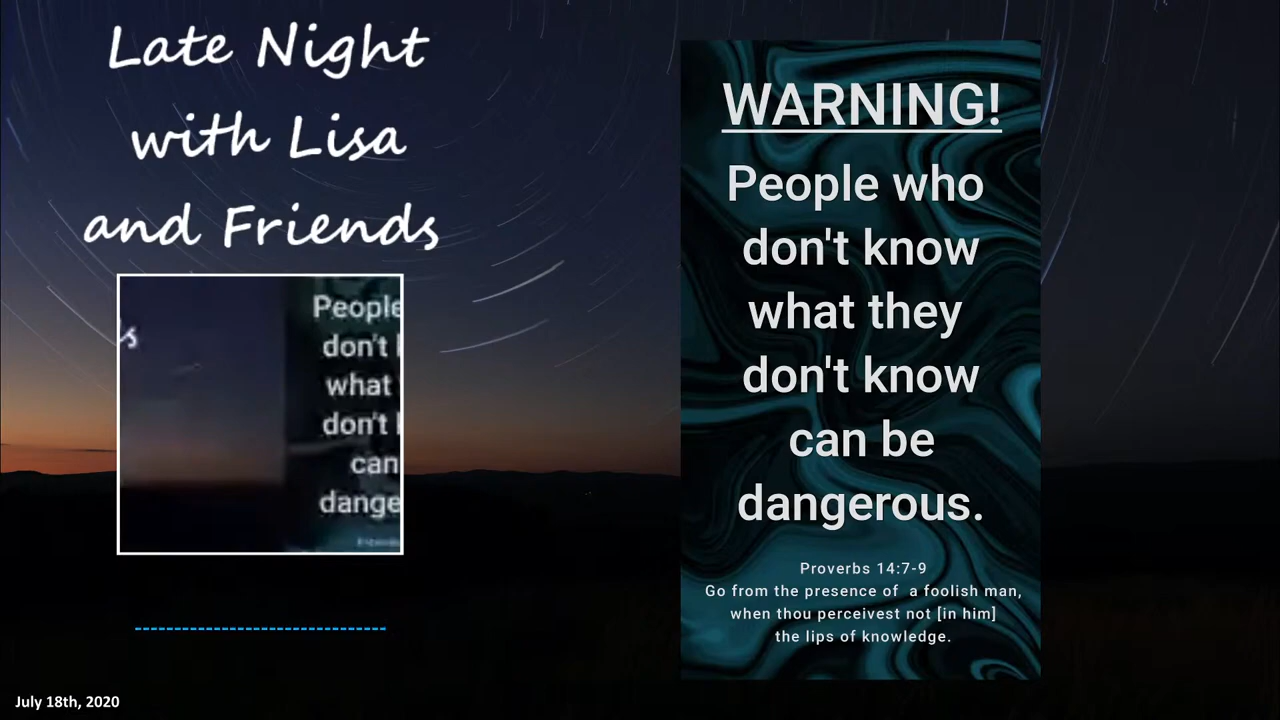 Late Night
with Lisa
and Friends
s
People
don't
what
don't
can
dange
WARNING!
People who
don't know
what they
don't know
can be
dangerous.
Proverbs 14:7-9
Go from the presence of a foolish man,
when thou perceivest not [in him]
the lips of knowledge.
July 18th, 2020